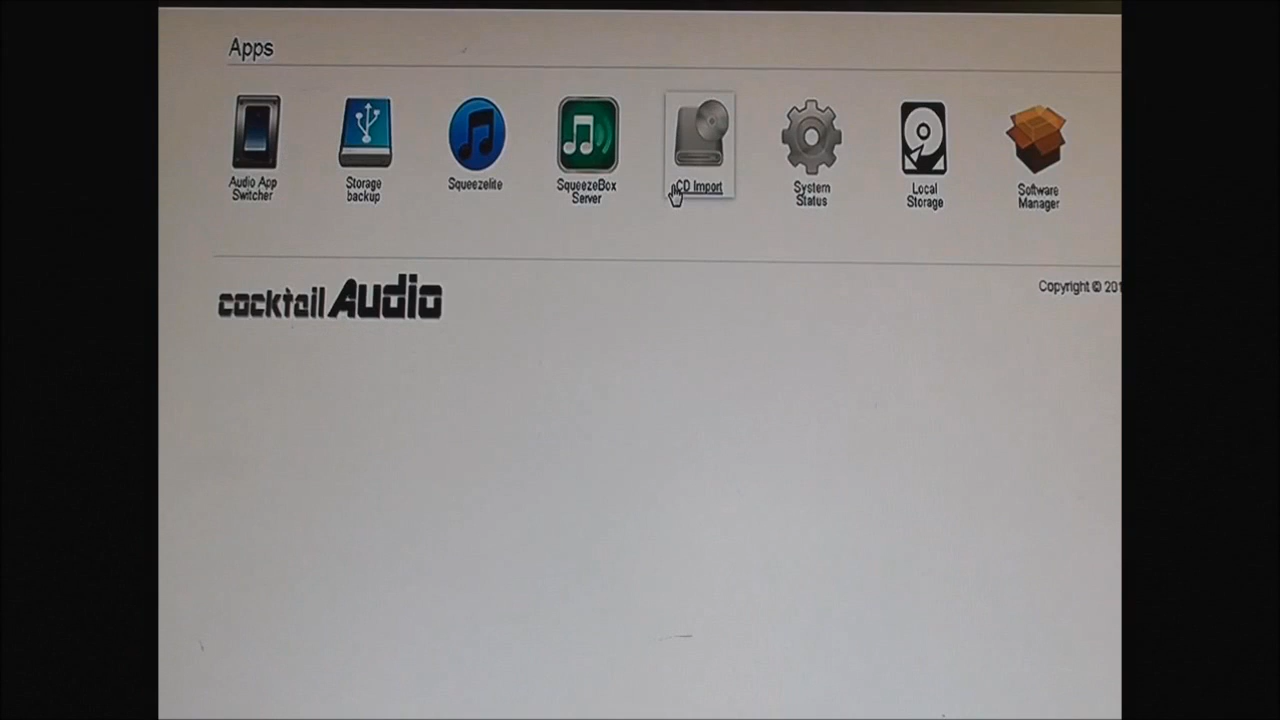 Apps
Audio App
Switcher
Storage
backup
Squeezelite
SqueezeBox
Server
CD Import
System
Status
Local
Storage
Software
Manager
Copyright © 201
cocktail Audio